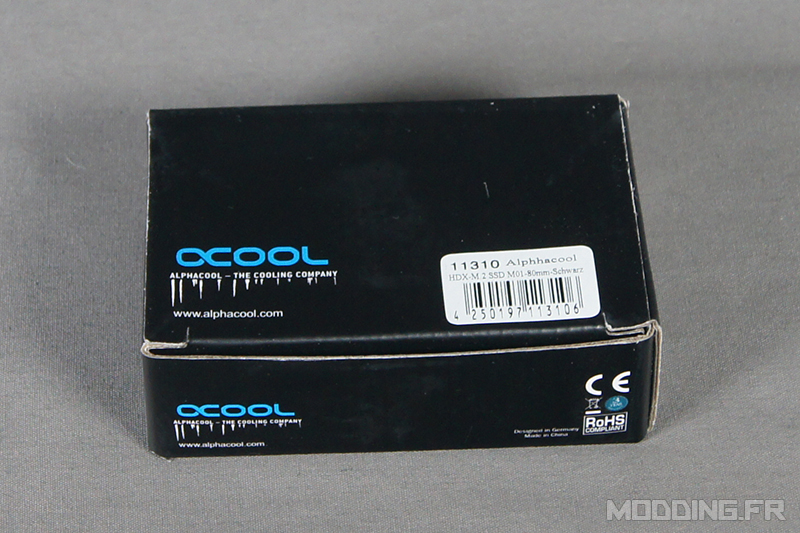 αCOOL
ALPHACOOL – THE COOLING COMPANY
www.alphacool.com
11310 Alphhacool
HDX-M.2 SSD M01-80mm-Schwarz
4 250197 113106
αCOOL
ALPHACOOL – THE COOLING COMPANY
www.alphacool.com
CE
Designed in Germany
Made in China
RoHS
COMPLIANT
MODDING.FR